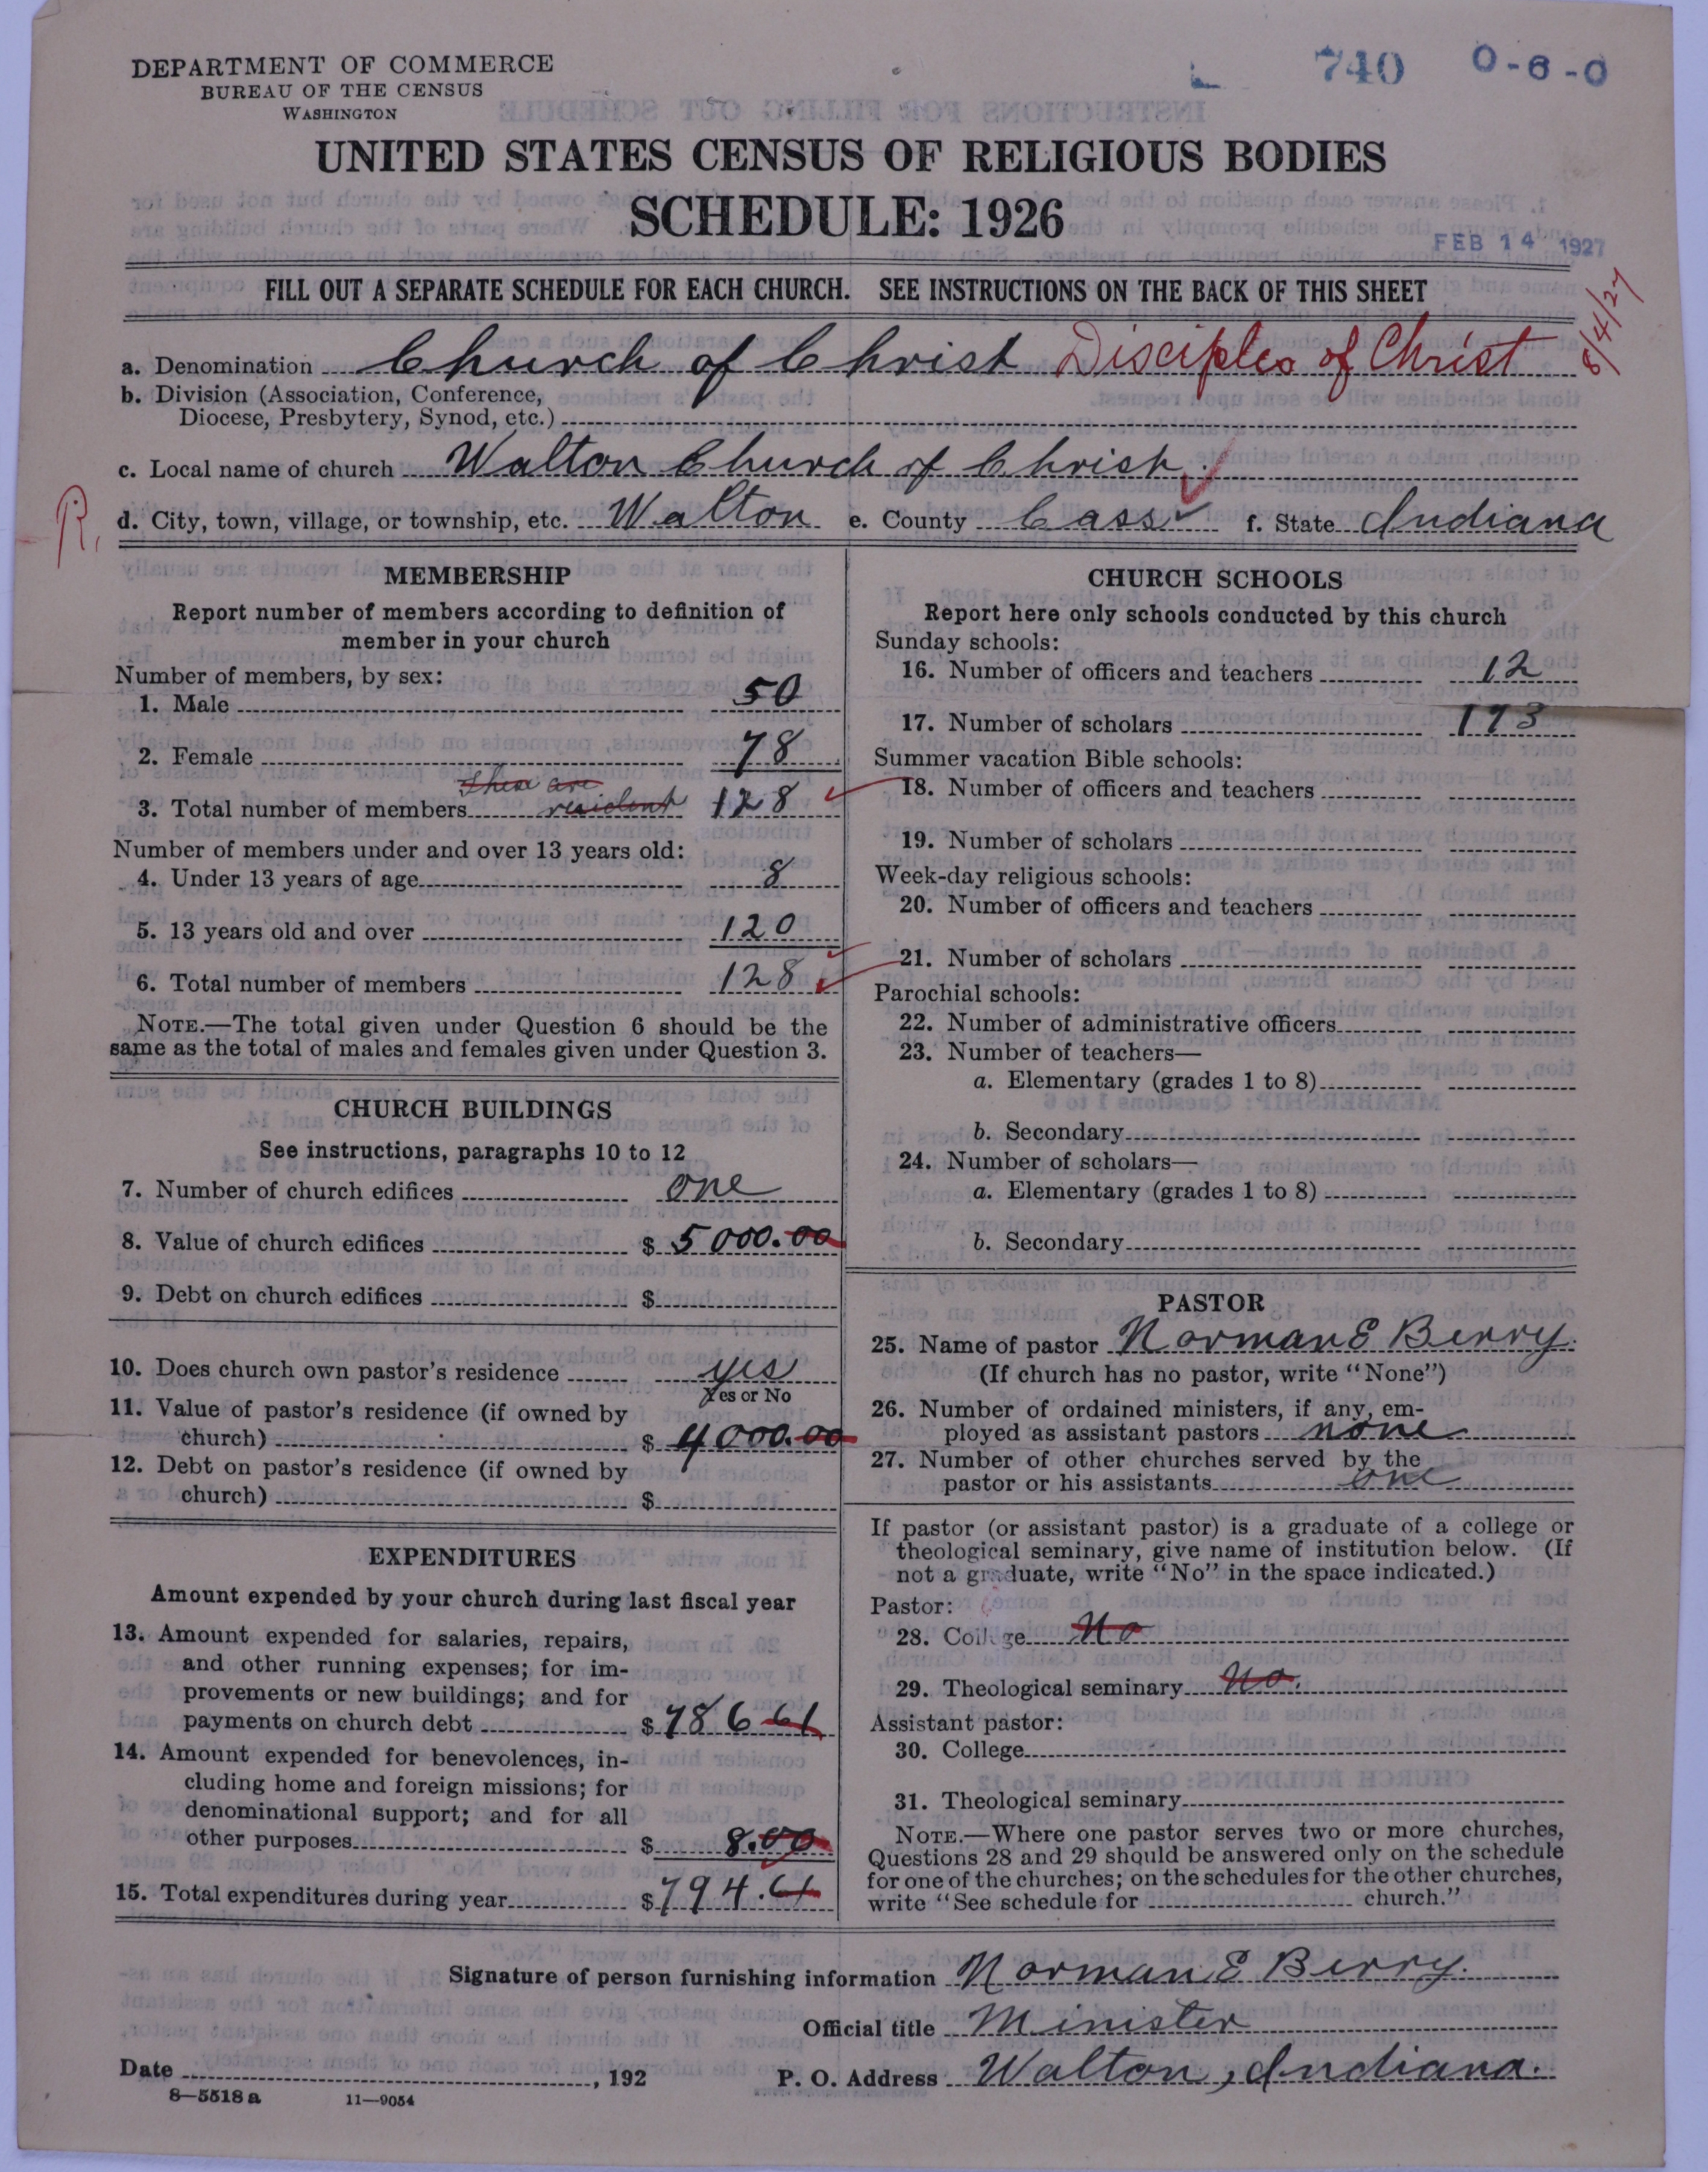 DEPARTMENT OF COMMERCE
BUREAU OF THE CENSUS
WASHINGTON
740 0-6-0
UNITED STATES CENSUS OF RELIGIOUS BODIES
SCHEDULE: 1926
FEB 14 1927
FILL OUT A SEPARATE SCHEDULE FOR EACH CHURCH. SEE INSTRUCTIONS ON THE BACK OF THIS SHEET
8/4/27
a. Denomination Church of Christ Disciples of Christ
b. Division (Association, Conference,
Diocese, Presbytery, Synod, etc.)
c. Local name of church Walton Church of Christ.
R.
d. City, town, village, or township, etc. Walton e. County Cass f. State Indiana
MEMBERSHIP
Report number of members according to definition of
member in your church
Number of members, by sex:
1. Male 50
2. Female 78
These are
3. Total number of members resident 128
Number of members under and over 13 years old:
4. Under 13 years of age 8
5. 13 years old and over 120
6. Total number of members 128
NOTE.—The total given under Question 6 should be the
same as the total of males and females given under Question 3.
CHURCH BUILDINGS
See instructions, paragraphs 10 to 12
7. Number of church edifices one
8. Value of church edifices $ 5000.00
9. Debt on church edifices $
10. Does church own pastor's residence yes
Yes or No
11. Value of pastor's residence (if owned by
church) $ 4000.00
12. Debt on pastor's residence (if owned by
church) $
EXPENDITURES
Amount expended by your church during last fiscal year
13. Amount expended for salaries, repairs,
and other running expenses; for im-
provements or new buildings; and for
payments on church debt $ 786 61
14. Amount expended for benevolences, in-
cluding home and foreign missions; for
denominational support; and for all
other purposes $ 8.00
15. Total expenditures during year $ 794.61
CHURCH SCHOOLS
Report here only schools conducted by this church
Sunday schools:
16. Number of officers and teachers 12
17. Number of scholars 173
Summer vacation Bible schools:
18. Number of officers and teachers
19. Number of scholars
Week-day religious schools:
20. Number of officers and teachers
21. Number of scholars
Parochial schools:
22. Number of administrative officers
23. Number of teachers—
a. Elementary (grades 1 to 8)
b. Secondary
24. Number of scholars—
a. Elementary (grades 1 to 8)
b. Secondary
PASTOR
25. Name of pastor Norman E Berry.
(If church has no pastor, write "None")
26. Number of ordained ministers, if any, em-
ployed as assistant pastors none
27. Number of other churches served by the
pastor or his assistants one
If pastor (or assistant pastor) is a graduate of a college or
theological seminary, give name of institution below. (If
not a graduate, write "No" in the space indicated.)
Pastor:
28. College No
29. Theological seminary No.
Assistant pastor:
30. College
31. Theological seminary
NOTE.—Where one pastor serves two or more churches,
Questions 28 and 29 should be answered only on the schedule
for one of the churches; on the schedules for the other churches,
write "See schedule for church."
Signature of person furnishing information Norman E Berry.
Official title Minister
Date , 192 P. O. Address Walton, Indiana.
8—5518 a 11—9054